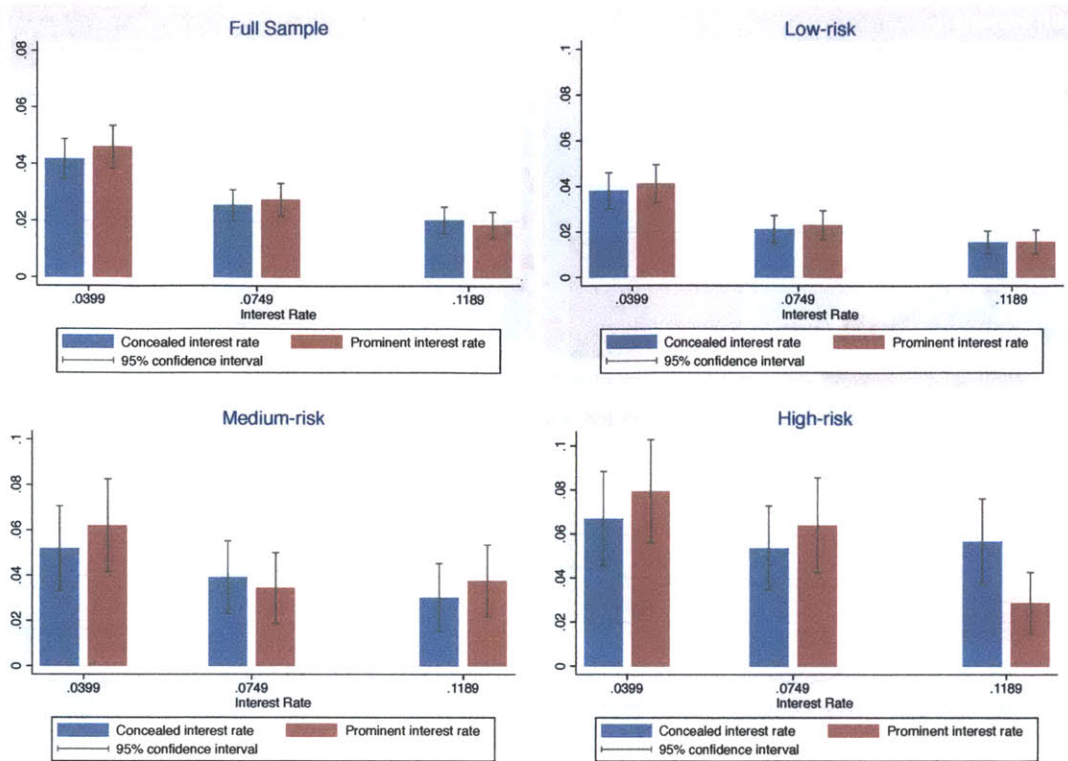 Full Sample
.08
.06
.04
.02
0
.0399 .0749 .1189
Interest Rate
Concealed interest rate Prominent interest rate
95% confidence interval
Low-risk
.1
.08
.06
.04
.02
0
.0399 .0749 .1189
Interest Rate
Concealed interest rate Prominent interest rate
95% confidence interval
Medium-risk
.1
.08
.06
.04
.02
0
.0399 .0749 .1189
Interest Rate
Concealed interest rate Prominent interest rate
95% confidence interval
High-risk
.1
.08
.06
.04
.02
0
.0399 .0749 .1189
Interest Rate
Concealed interest rate Prominent interest rate
95% confidence interval